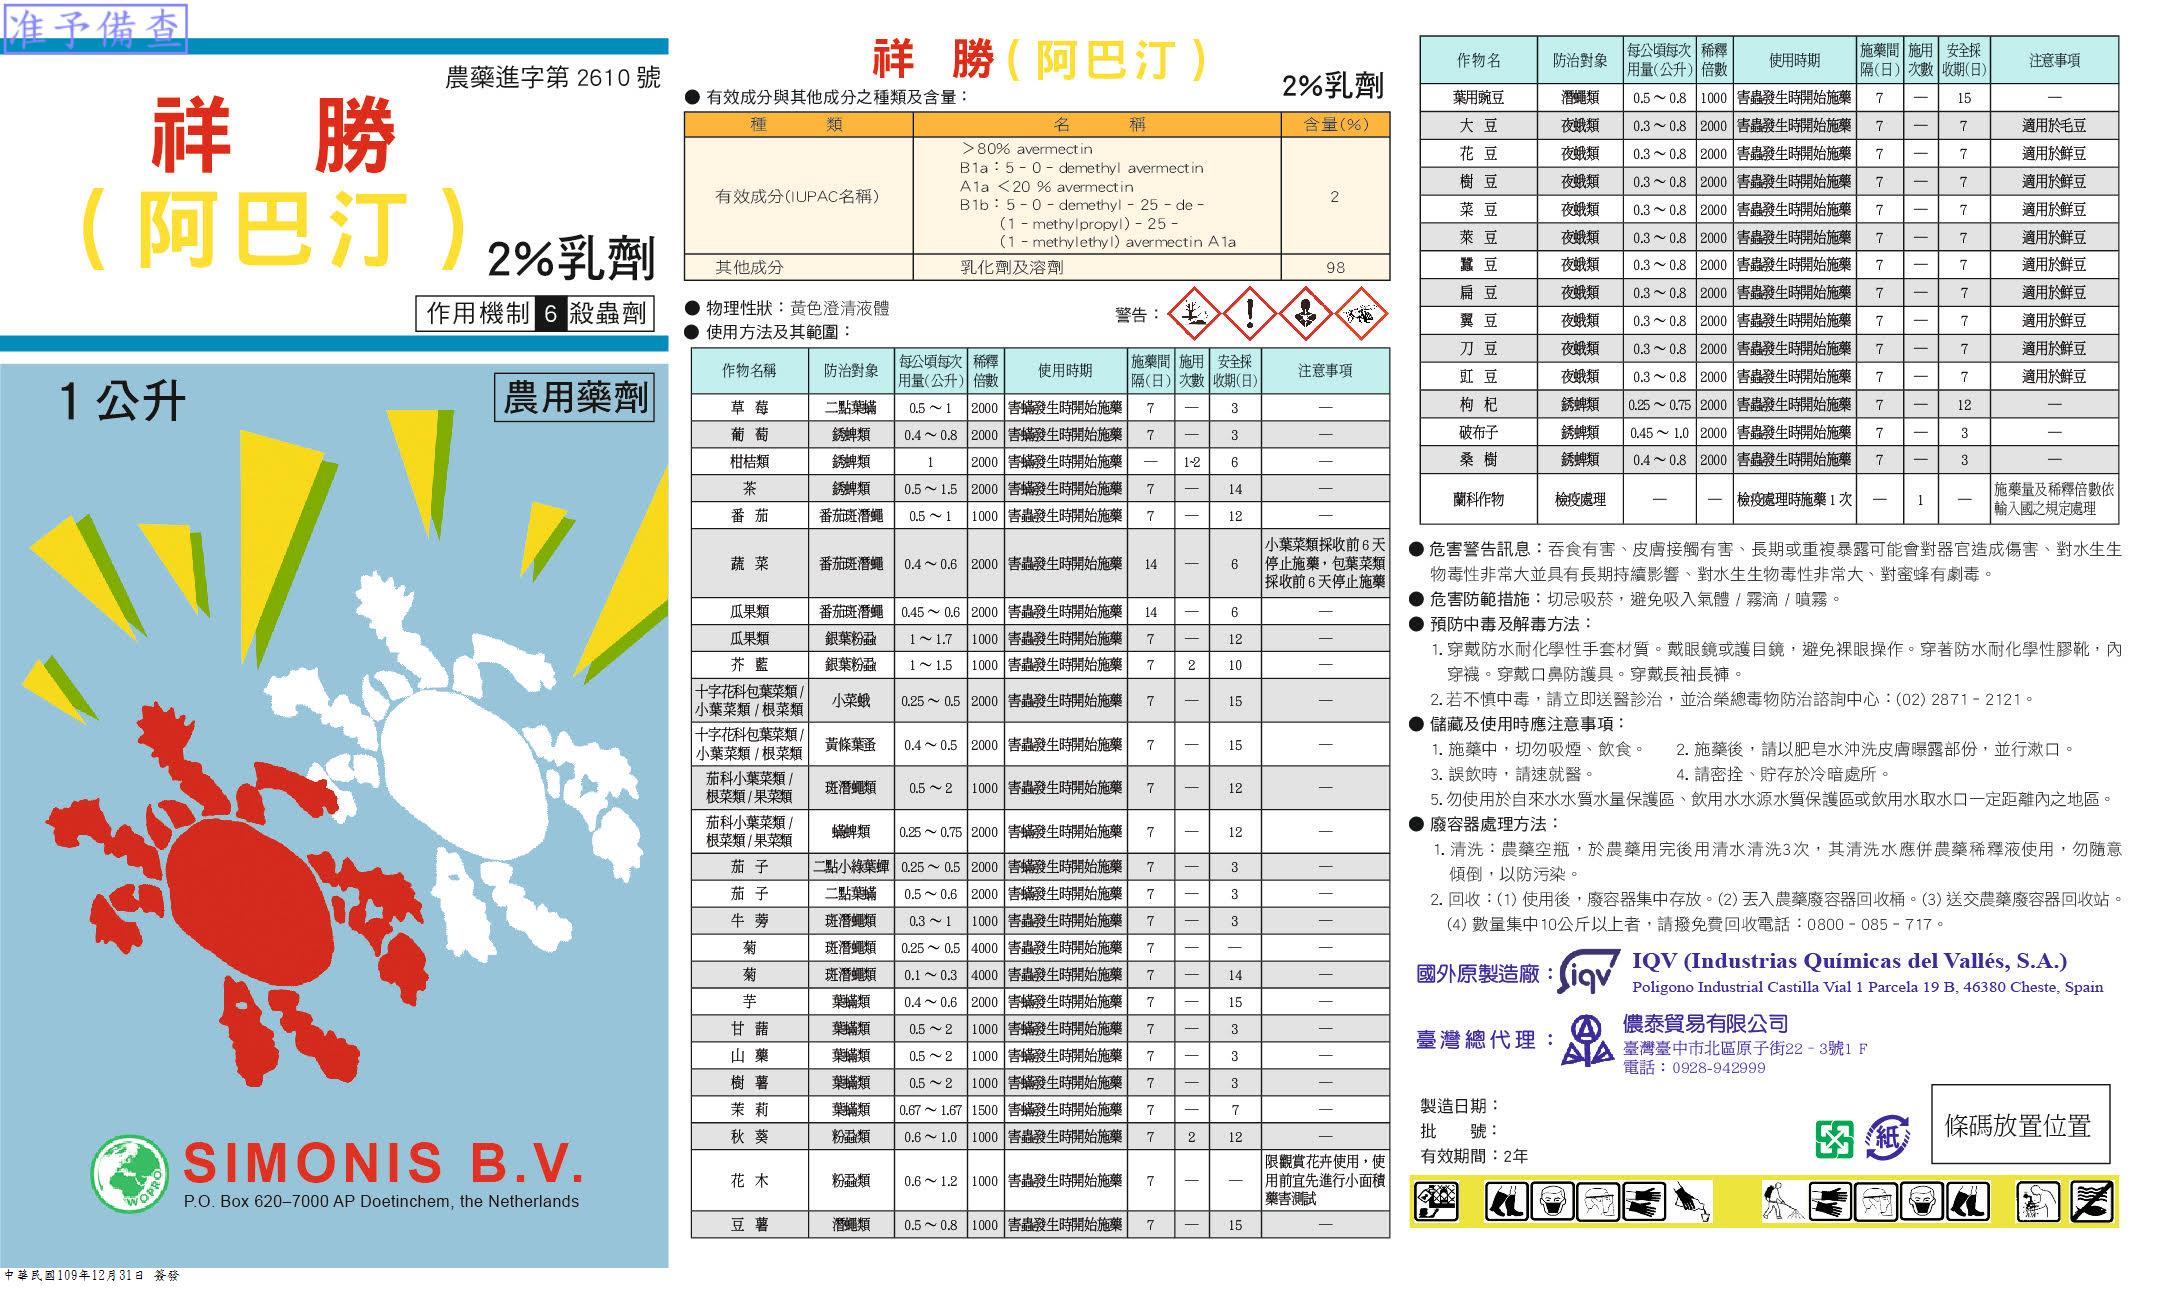 准予備查
農藥進字第 2610 號
祥 勝
(阿巴汀)
2%乳劑
作用機制 6 殺蟲劑
1 公升
農用藥劑
WOPRO
SIMONIS B.V.
P.O. Box 620–7000 AP Doetinchem, the Netherlands
中華民國109年12月31日 簽發
祥 勝(阿巴汀)
2%乳劑
● 有效成分與其他成分之種類及含量：
種 類 名 稱 含量(%)
有效成分(IUPAC名稱)
＞80% avermectin
B1a：5 - 0 - demethyl avermectin
A1a ＜20 % avermectin
B1b：5 - 0 - demethyl - 25 - de -
(1 - methylpropyl) - 25 -
(1 - methylethyl) avermectin A1a
2
其他成分 乳化劑及溶劑 98
● 物理性狀：黃色澄清液體
警告：
● 使用方法及其範圍：
作物名稱 防治對象 每公頃每次用量(公升) 稀釋倍數 使用時期 施藥間隔(日) 施用次數 安全採收期(日) 注意事項
草 莓 二點葉蟎 0.5～1 2000 害蟎發生時開始施藥 7 — 3 —
葡 萄 銹蜱類 0.4～0.8 2000 害蟎發生時開始施藥 7 — 3 —
柑桔類 銹蜱類 1 2000 害蟎發生時開始施藥 — 1-2 6 —
茶 銹蜱類 0.5～1.5 2000 害蟎發生時開始施藥 7 — 14 —
番 茄 番茄斑潛蠅 0.5～1 1000 害蟲發生時開始施藥 7 — 12 —
蔬 菜 番茄斑潛蠅 0.4～0.6 2000 害蟲發生時開始施藥 14 — 6 小葉菜類採收前6天停止施藥，包葉菜類採收前6天停止施藥
瓜果類 番茄斑潛蠅 0.45～0.6 2000 害蟲發生時開始施藥 14 — 6 —
瓜果類 銀葉粉蝨 1～1.7 1000 害蟲發生時開始施藥 7 — 12 —
芥 藍 銀葉粉蝨 1～1.5 1000 害蟲發生時開始施藥 7 2 10 —
十字花科包葉菜類/小葉菜類/根菜類 小菜蛾 0.25～0.5 2000 害蟲發生時開始施藥 7 — 15 —
十字花科包葉菜類/小葉菜類/根菜類 黃條葉蚤 0.4～0.5 2000 害蟲發生時開始施藥 7 — 15 —
茄科小葉菜類/根菜類/果菜類 斑潛蠅類 0.5～2 1000 害蟲發生時開始施藥 7 — 12 —
茄科小葉菜類/根菜類/果菜類 蟎蜱類 0.25～0.75 2000 害蟎發生時開始施藥 7 — 12 —
茄 子 二點小綠葉蟬 0.25～0.5 2000 害蟲發生時開始施藥 7 — 3 —
茄 子 二點葉蟎 0.5～0.6 2000 害蟎發生時開始施藥 7 — 3 —
牛 蒡 斑潛蠅類 0.3～1 1000 害蟲發生時開始施藥 7 — 3 —
菊 斑潛蠅類 0.25～0.5 4000 害蟲發生時開始施藥 7 — — —
菊 斑潛蠅類 0.1～0.3 4000 害蟲發生時開始施藥 7 — 14 —
芋 葉蟎類 0.4～0.6 2000 害蟎發生時開始施藥 7 — 15 —
甘 藷 葉蟎類 0.5～2 1000 害蟎發生時開始施藥 7 — 3 —
山 藥 葉蟎類 0.5～2 1000 害蟎發生時開始施藥 7 — 3 —
樹 薯 葉蟎類 0.5～2 1000 害蟎發生時開始施藥 7 — 3 —
茉 莉 葉蟎類 0.67～1.67 1500 害蟎發生時開始施藥 7 — 7 —
秋 葵 粉蝨類 0.6～1.0 1000 害蟲發生時開始施藥 7 2 12 —
花 木 粉蝨類 0.6～1.2 1000 害蟲發生時開始施藥 7 — — 限觀賞花卉使用，使用前宜先進行小面積藥害測試
豆 薯 潛蠅類 0.5～0.8 1000 害蟲發生時開始施藥 7 — 15 —
作物名 防治對象 每公頃每次用量(公升) 稀釋倍數 使用時期 施藥間隔(日) 施用次數 安全採收期(日) 注意事項
葉用豌豆 潛蠅類 0.5～0.8 1000 害蟲發生時開始施藥 7 — 15 —
大 豆 夜蛾類 0.3～0.8 2000 害蟲發生時開始施藥 7 — 7 適用於毛豆
花 豆 夜蛾類 0.3～0.8 2000 害蟲發生時開始施藥 7 — 7 適用於鮮豆
樹 豆 夜蛾類 0.3～0.8 2000 害蟲發生時開始施藥 7 — 7 適用於鮮豆
菜 豆 夜蛾類 0.3～0.8 2000 害蟲發生時開始施藥 7 — 7 適用於鮮豆
萊 豆 夜蛾類 0.3～0.8 2000 害蟲發生時開始施藥 7 — 7 適用於鮮豆
蠶 豆 夜蛾類 0.3～0.8 2000 害蟲發生時開始施藥 7 — 7 適用於鮮豆
扁 豆 夜蛾類 0.3～0.8 2000 害蟲發生時開始施藥 7 — 7 適用於鮮豆
翼 豆 夜蛾類 0.3～0.8 2000 害蟲發生時開始施藥 7 — 7 適用於鮮豆
刀 豆 夜蛾類 0.3～0.8 2000 害蟲發生時開始施藥 7 — 7 適用於鮮豆
豇 豆 夜蛾類 0.3～0.8 2000 害蟲發生時開始施藥 7 — 7 適用於鮮豆
枸 杞 銹蜱類 0.25～0.75 2000 害蟲發生時開始施藥 7 — 12 —
破布子 銹蜱類 0.45～1.0 2000 害蟲發生時開始施藥 7 — 3 —
桑 樹 銹蜱類 0.4～0.8 2000 害蟲發生時開始施藥 7 — 3 —
蘭科作物 檢疫處理 — — 檢疫處理時施藥1次 — 1 — 施藥量及稀釋倍數依輸入國之規定處理
● 危害警告訊息：吞食有害、皮膚接觸有害、長期或重複暴露可能會對器官造成傷害、對水生生
物毒性非常大並具有長期持續影響、對水生生物毒性非常大、對蜜蜂有劇毒。
● 危害防範措施：切忌吸菸，避免吸入氣體 / 霧滴 / 噴霧。
● 預防中毒及解毒方法：
1. 穿戴防水耐化學性手套材質。戴眼鏡或護目鏡，避免裸眼操作。穿著防水耐化學性膠靴，內
穿襪。穿戴口鼻防護具。穿戴長袖長褲。
2. 若不慎中毒，請立即送醫診治，並洽榮總毒物防治諮詢中心：(02) 2871 - 2121。
● 儲藏及使用時應注意事項：
1. 施藥中，切勿吸煙、飲食。 2. 施藥後，請以肥皂水沖洗皮膚曝露部份，並行漱口。
3. 誤飲時，請速就醫。 4. 請密拴、貯存於冷暗處所。
5. 勿使用於自來水水質水量保護區、飲用水水源水質保護區或飲用水取水口一定距離內之地區。
● 廢容器處理方法：
1. 清洗：農藥空瓶，於農藥用完後用清水清洗3次，其清洗水應併農藥稀釋液使用，勿隨意
傾倒，以防污染。
2. 回收：(1) 使用後，廢容器集中存放。(2) 丟入農藥廢容器回收桶。(3) 送交農藥廢容器回收站。
(4) 數量集中10公斤以上者，請撥免費回收電話：0800 - 085 - 717。
國外原製造廠：
iqv
IQV (Industrias Químicas del Vallés, S.A.)
Poligono Industrial Castilla Vial 1 Parcela 19 B, 46380 Cheste, Spain
臺灣總代理：
儂泰貿易有限公司
臺灣臺中市北區原子街22 - 3號1 F
電話：0928-942999
製造日期：
批 號：
有效期間：2年
紙
條碼放置位置